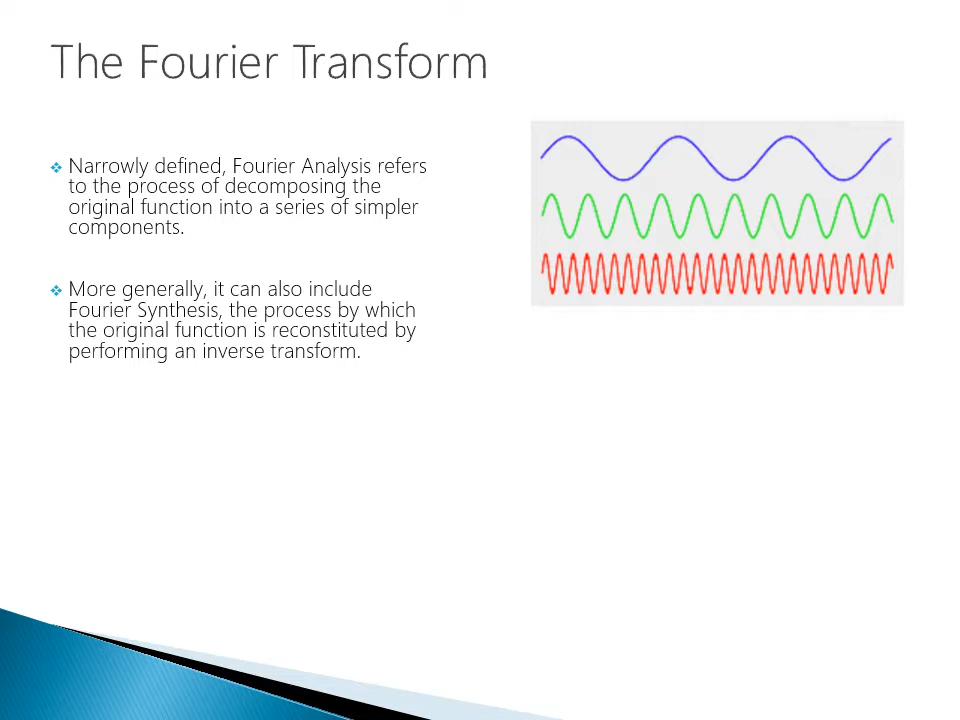 The Fourier Transform
Narrowly defined, Fourier Analysis refers
to the process of decomposing the
original function into a series of simpler
components.
More generally, it can also include
Fourier Synthesis, the process by which
the original function is reconstituted by
performing an inverse transform.